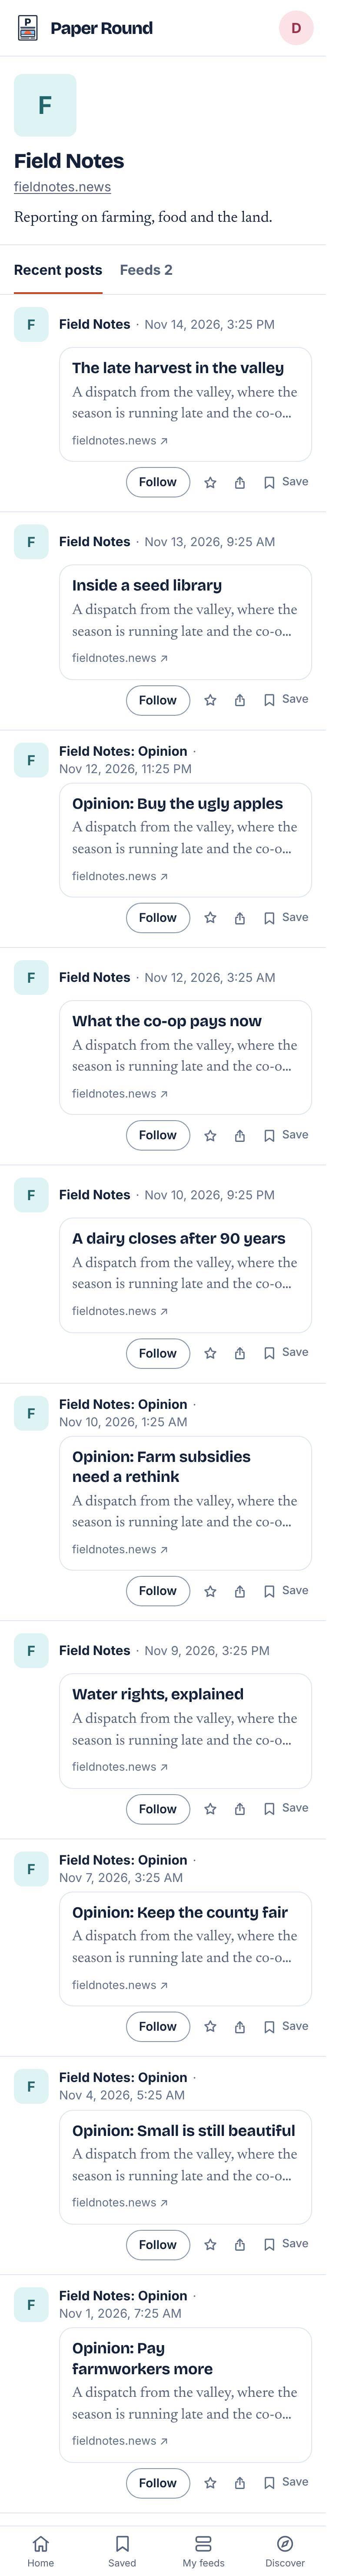 P
Paper Round
D
F
Field Notes
fieldnotes.news
Reporting on farming, food and the land.
Recent posts Feeds 2
F
Field Notes · Nov 14, 2026, 3:25 PM
The late harvest in the valley
A dispatch from the valley, where the
season is running late and the co-o...
fieldnotes.news ↗
Follow Save
F
Field Notes · Nov 13, 2026, 9:25 AM
Inside a seed library
A dispatch from the valley, where the
season is running late and the co-o...
fieldnotes.news ↗
Follow Save
F
Field Notes: Opinion ·
Nov 12, 2026, 11:25 PM
Opinion: Buy the ugly apples
A dispatch from the valley, where the
season is running late and the co-o...
fieldnotes.news ↗
Follow Save
F
Field Notes · Nov 12, 2026, 3:25 AM
What the co-op pays now
A dispatch from the valley, where the
season is running late and the co-o...
fieldnotes.news ↗
Follow Save
F
Field Notes · Nov 10, 2026, 9:25 PM
A dairy closes after 90 years
A dispatch from the valley, where the
season is running late and the co-o...
fieldnotes.news ↗
Follow Save
F
Field Notes: Opinion ·
Nov 10, 2026, 1:25 AM
Opinion: Farm subsidies
need a rethink
A dispatch from the valley, where the
season is running late and the co-o...
fieldnotes.news ↗
Follow Save
F
Field Notes · Nov 9, 2026, 3:25 PM
Water rights, explained
A dispatch from the valley, where the
season is running late and the co-o...
fieldnotes.news ↗
Follow Save
F
Field Notes: Opinion ·
Nov 7, 2026, 3:25 AM
Opinion: Keep the county fair
A dispatch from the valley, where the
season is running late and the co-o...
fieldnotes.news ↗
Follow Save
F
Field Notes: Opinion ·
Nov 4, 2026, 5:25 AM
Opinion: Small is still beautiful
A dispatch from the valley, where the
season is running late and the co-o...
fieldnotes.news ↗
Follow Save
F
Field Notes: Opinion ·
Nov 1, 2026, 7:25 AM
Opinion: Pay
farmworkers more
A dispatch from the valley, where the
season is running late and the co-o...
fieldnotes.news ↗
Follow Save
Home Saved My feeds Discover